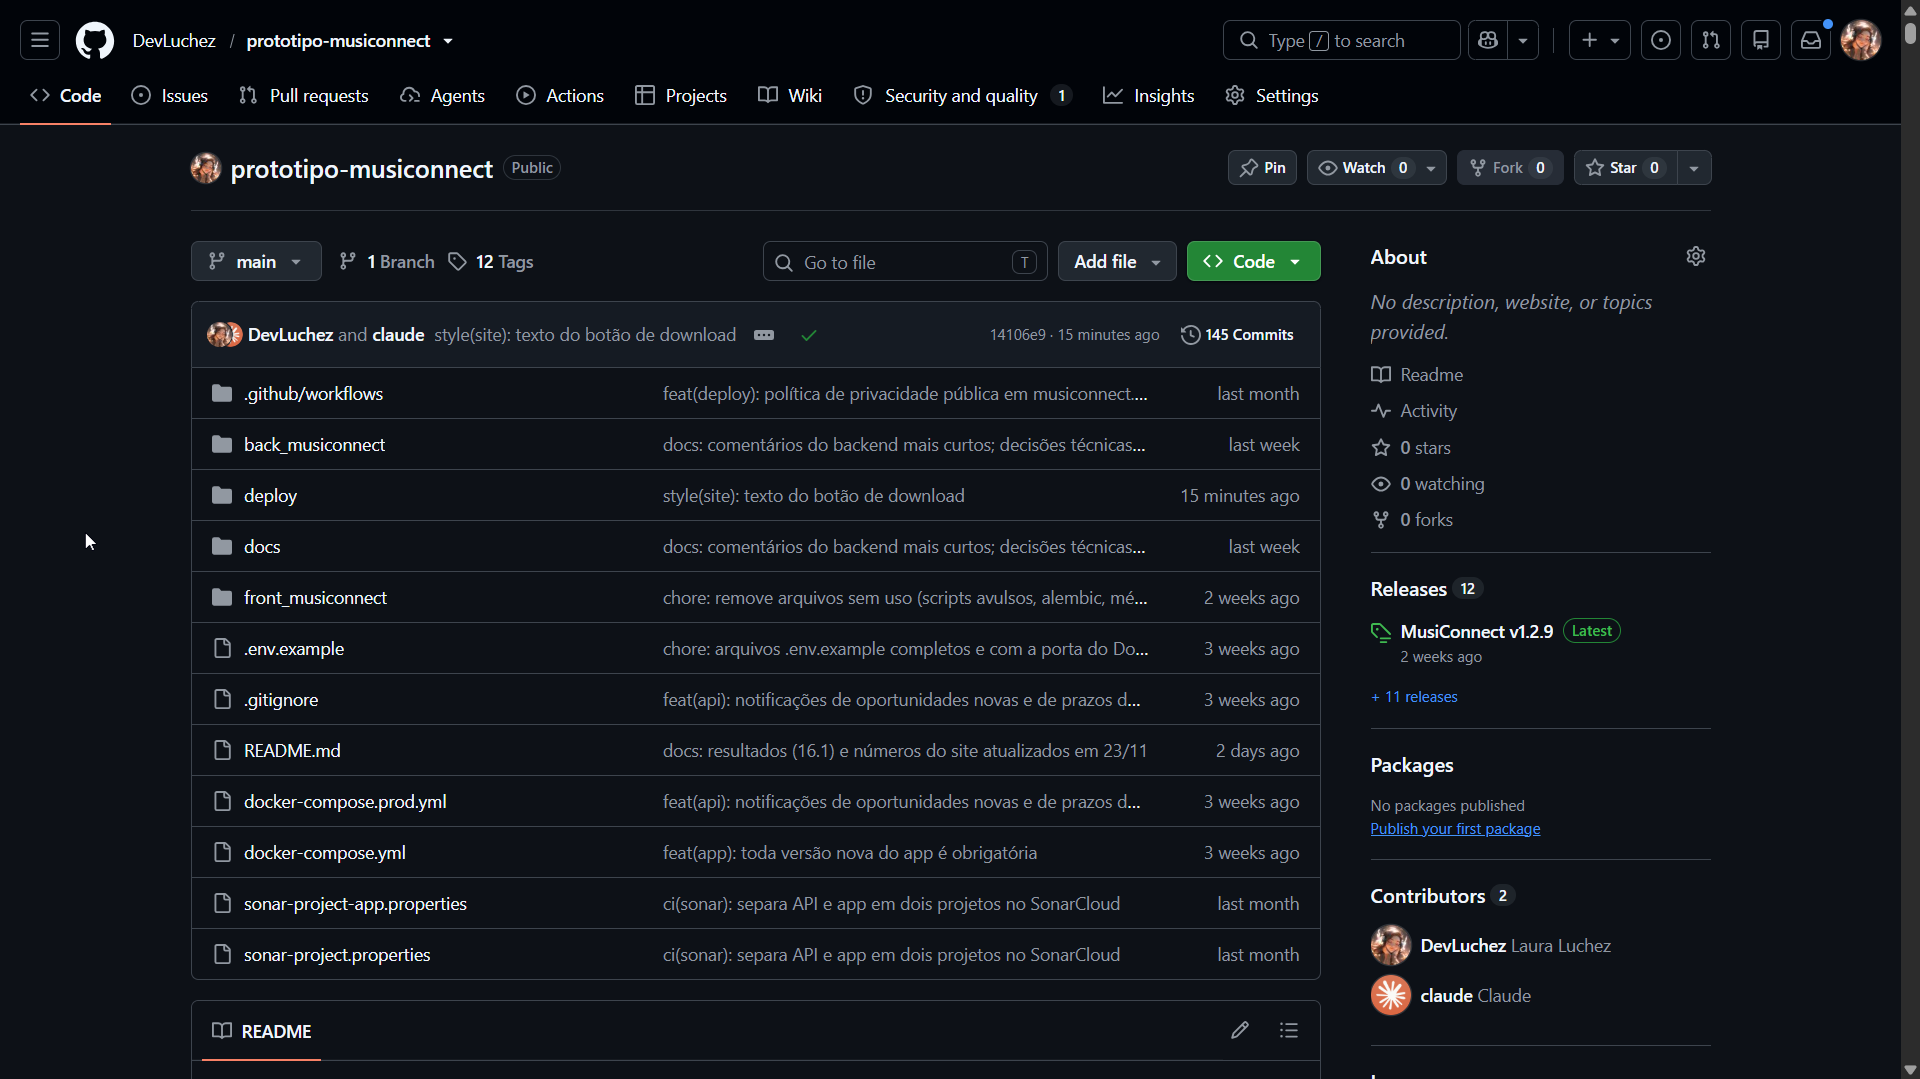 DevLuchez / prototipo-musiconnect
Type / to search
Code Issues Pull requests Agents Actions Projects Wiki Security and quality 1 Insights Settings
prototipo-musiconnect Public
Pin Watch 0 Fork 0 Star 0
main 1 Branch 12 Tags
Go to file T
Add file
Code
DevLuchez and claude style(site): texto do botão de download
14106e9 · 15 minutes ago
145 Commits
.github/workflows feat(deploy): política de privacidade pública em musiconnect.... last month
back_musiconnect docs: comentários do backend mais curtos; decisões técnicas... last week
deploy style(site): texto do botão de download 15 minutes ago
docs docs: comentários do backend mais curtos; decisões técnicas... last week
front_musiconnect chore: remove arquivos sem uso (scripts avulsos, alembic, mé... 2 weeks ago
.env.example chore: arquivos .env.example completos e com a porta do Do... 3 weeks ago
.gitignore feat(api): notificações de oportunidades novas e de prazos d... 3 weeks ago
README.md docs: resultados (16.1) e números do site atualizados em 23/11 2 days ago
docker-compose.prod.yml feat(api): notificações de oportunidades novas e de prazos d... 3 weeks ago
docker-compose.yml feat(app): toda versão nova do app é obrigatória 3 weeks ago
sonar-project-app.properties ci(sonar): separa API e app em dois projetos no SonarCloud last month
sonar-project.properties ci(sonar): separa API e app em dois projetos no SonarCloud last month
README
About
No description, website, or topics
provided.
Readme
Activity
0 stars
0 watching
0 forks
Releases 12
MusiConnect v1.2.9 Latest
2 weeks ago
+ 11 releases
Packages
No packages published
Publish your first package
Contributors 2
DevLuchez Laura Luchez
claude Claude